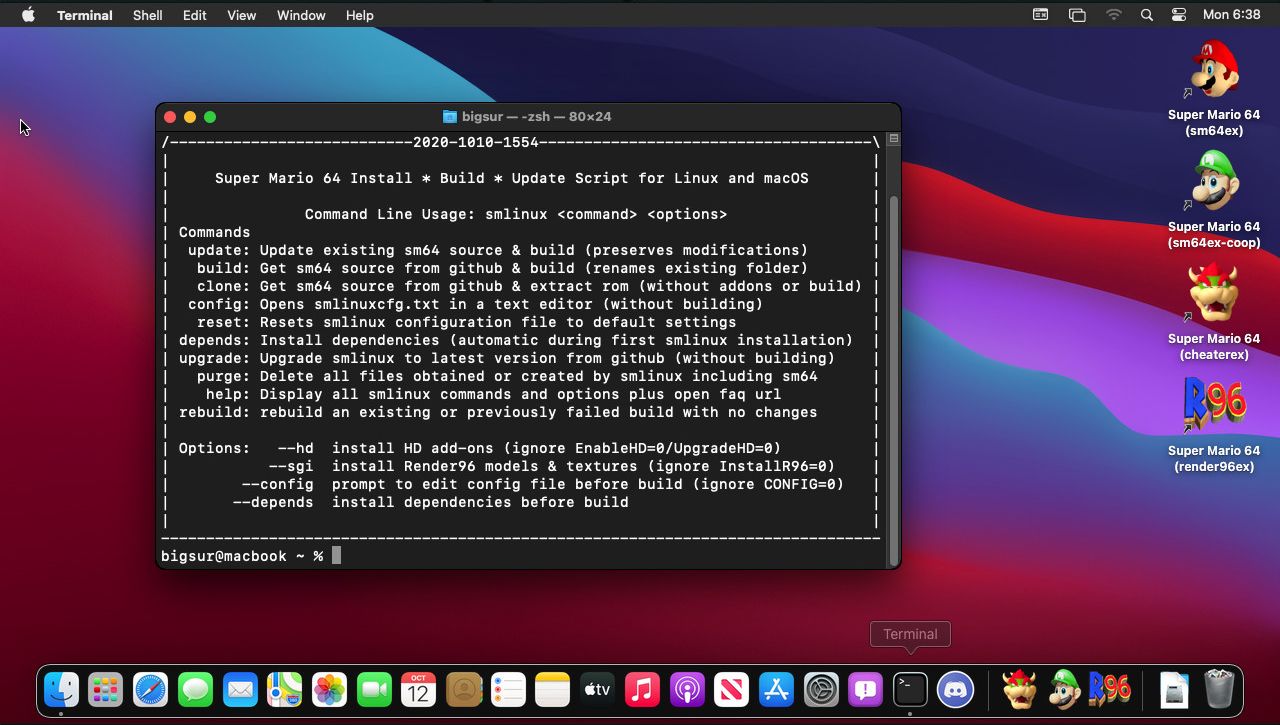 Terminal Shell Edit View Window Help Mon 6:38
bigsur — -zsh — 80×24
/---------------------------2020-1010-1554-------------------------------------\
| |
| Super Mario 64 Install * Build * Update Script for Linux and macOS |
| |
| Command Line Usage: smlinux <command> <options> |
| Commands |
| update: Update existing sm64 source & build (preserves modifications) |
| build: Get sm64 source from github & build (renames existing folder) |
| clone: Get sm64 source from github & extract rom (without addons or build) |
| config: Opens smlinuxcfg.txt in a text editor (without building) |
| reset: Resets smlinux configuration file to default settings |
| depends: Install dependencies (automatic during first smlinux installation) |
| upgrade: Upgrade smlinux to latest version from github (without building) |
| purge: Delete all files obtained or created by smlinux including sm64 |
| help: Display all smlinux commands and options plus open faq url |
| rebuild: rebuild an existing or previously failed build with no changes |
| |
| Options: --hd install HD add-ons (ignore EnableHD=0/UpgradeHD=0) |
| --sgi install Render96 models & textures (ignore InstallR96=0) |
| --config prompt to edit config file before build (ignore CONFIG=0) |
| --depends install dependencies before build |
| |
--------------------------------------------------------------------------------
bigsur@macbook ~ %
Super Mario 64
(sm64ex)
Super Mario 64
(sm64ex-coop)
Super Mario 64
(cheaterex)
R96
Super Mario 64
(render96ex)
Terminal
OCT
12
tv
>_
R96